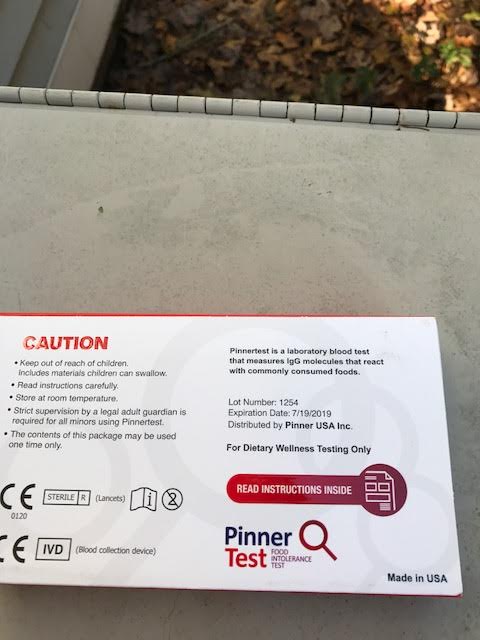 CAUTION
• Keep out of reach of children.
Includes materials children can swallow.
• Read instructions carefully.
• Store at room temperature.
• Strict supervision by a legal adult guardian is
required for all minors using Pinnertest.
• The contents of this package may be used
one time only.
CE
0120
STERILE R
(Lancets)
CE
IVD
(Blood collection device)
Pinnertest is a laboratory blood test
that measures IgG molecules that react
with commonly consumed foods.
Lot Number: 1254
Expiration Date: 7/19/2019
Distributed by Pinner USA Inc.
For Dietary Wellness Testing Only
READ INSTRUCTIONS INSIDE
Pinner
Test
FOOD
INTOLERANCE
TEST
Made in USA